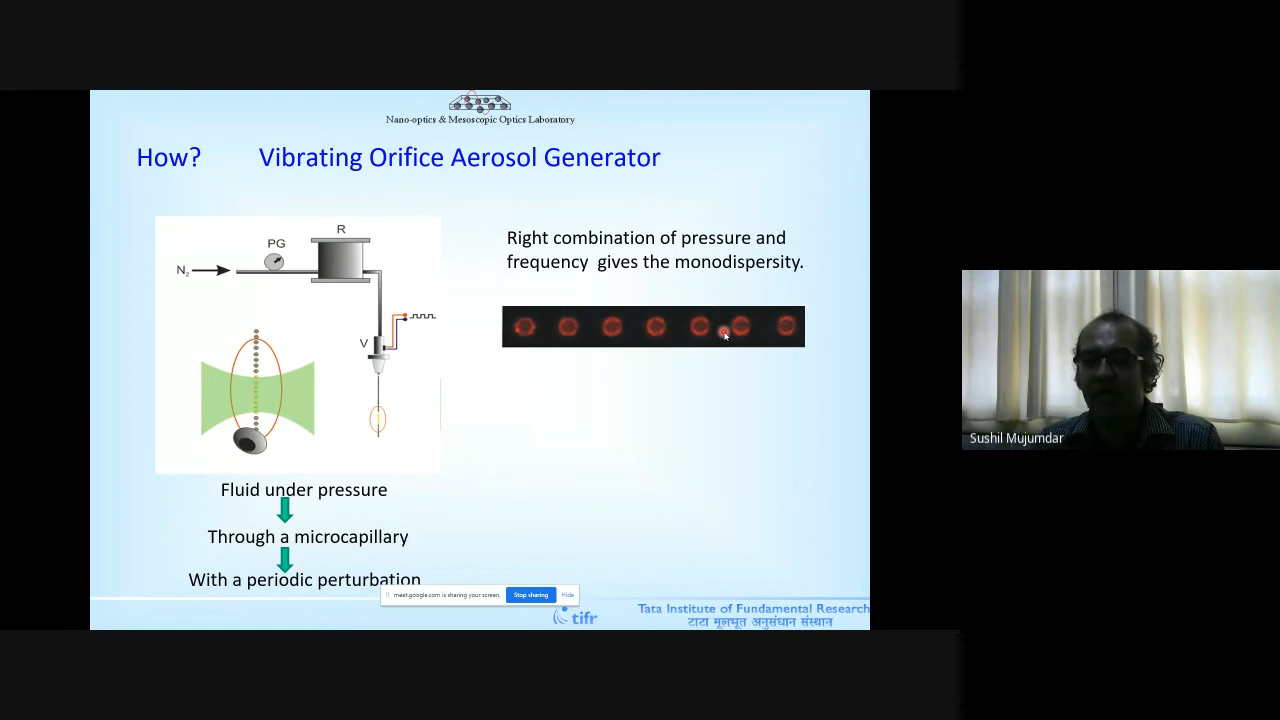 Nano-optics & Mesoscopic Optics Laboratory
How? Vibrating Orifice Aerosol Generator
R
PG
N2
V
Right combination of pressure and
frequency gives the monodispersity.
Fluid under pressure
Through a microcapillary
With a periodic perturbation
meet.google.com is sharing your screen.
Stop sharing
Hide
tifr
Tata Institute of Fundamental Research
टाटा मूलभूत अनुसंधान संस्थान
Sushil Mujumdar